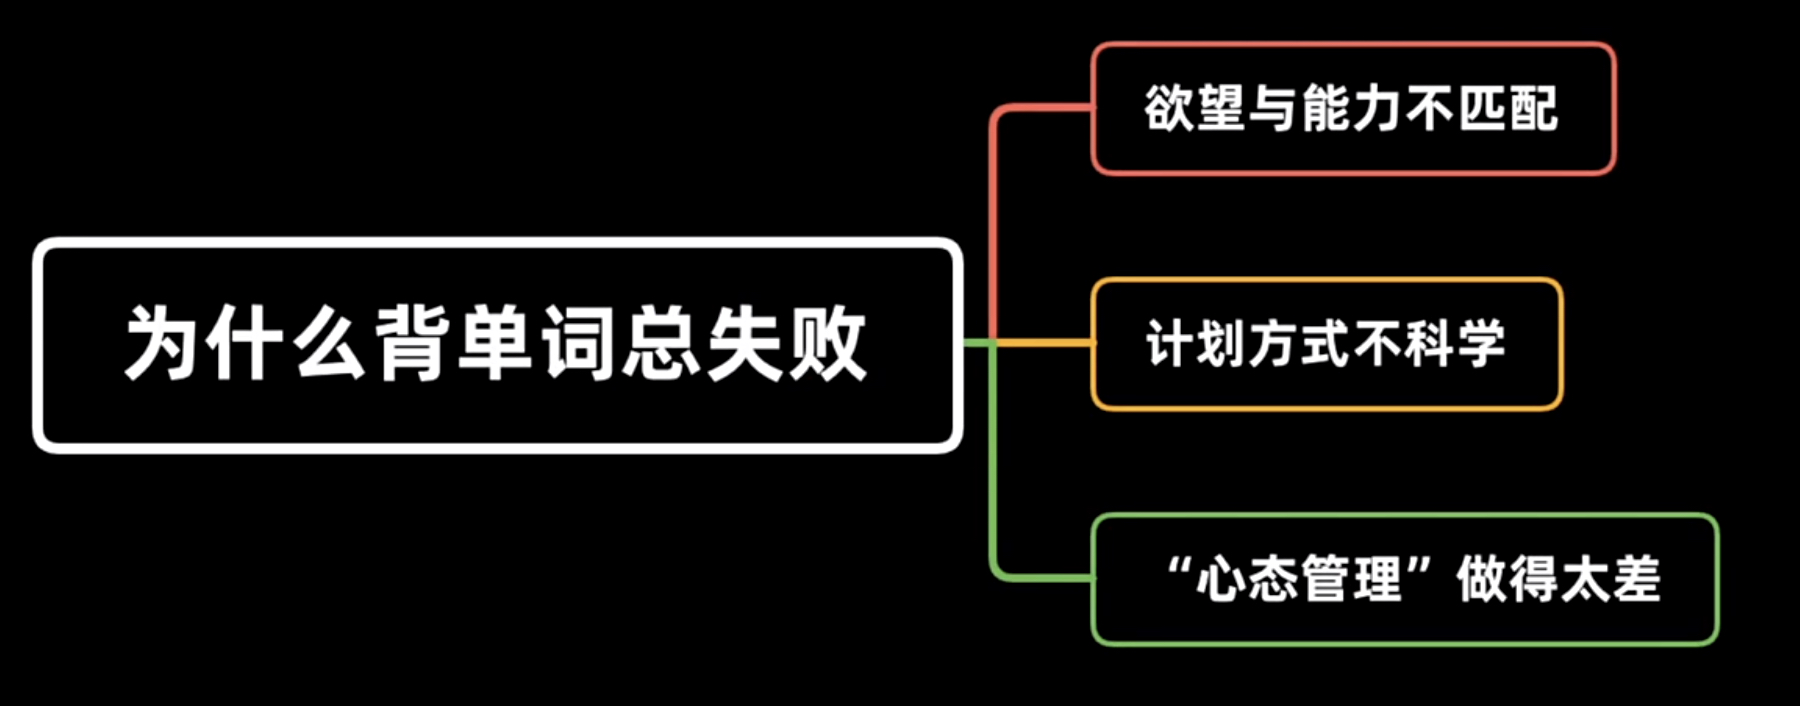 为什么背单词总失败
欲望与能力不匹配
计划方式不科学
“心态管理”做得太差